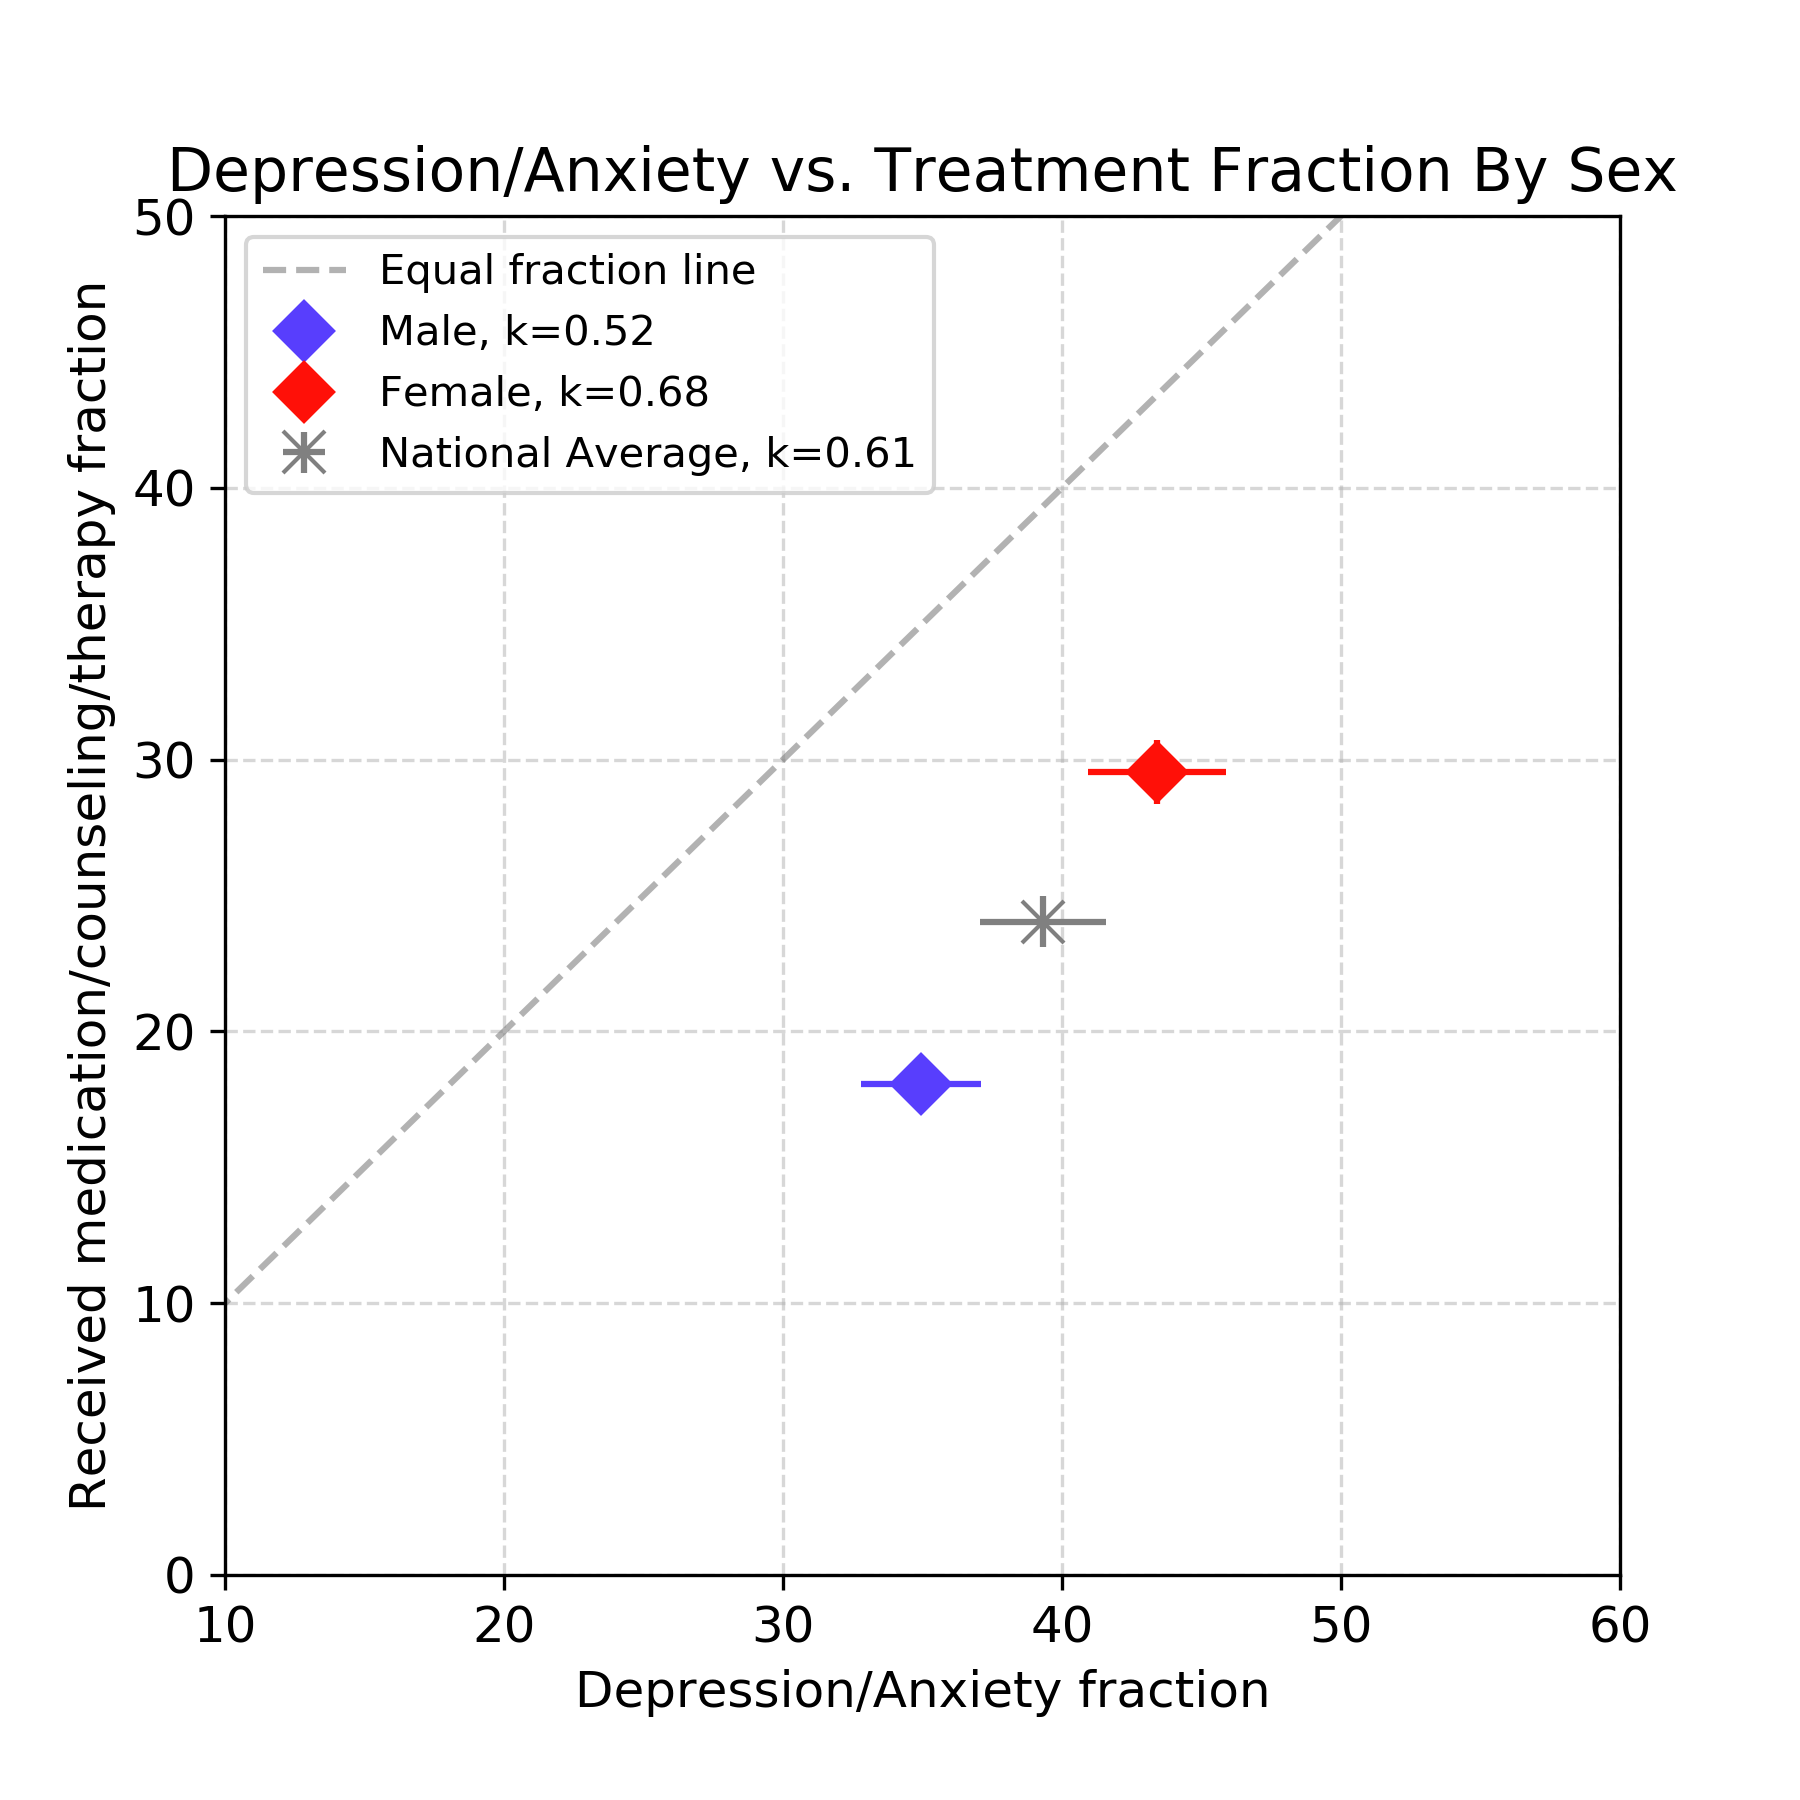 Depression/Anxiety vs. Treatment Fraction By Sex
Equal fraction line
Male, k=0.52
Female, k=0.68
National Average, k=0.61
Received medication/counseling/therapy fraction
50
40
30
20
10
0
10 20 30 40 50 60
Depression/Anxiety fraction